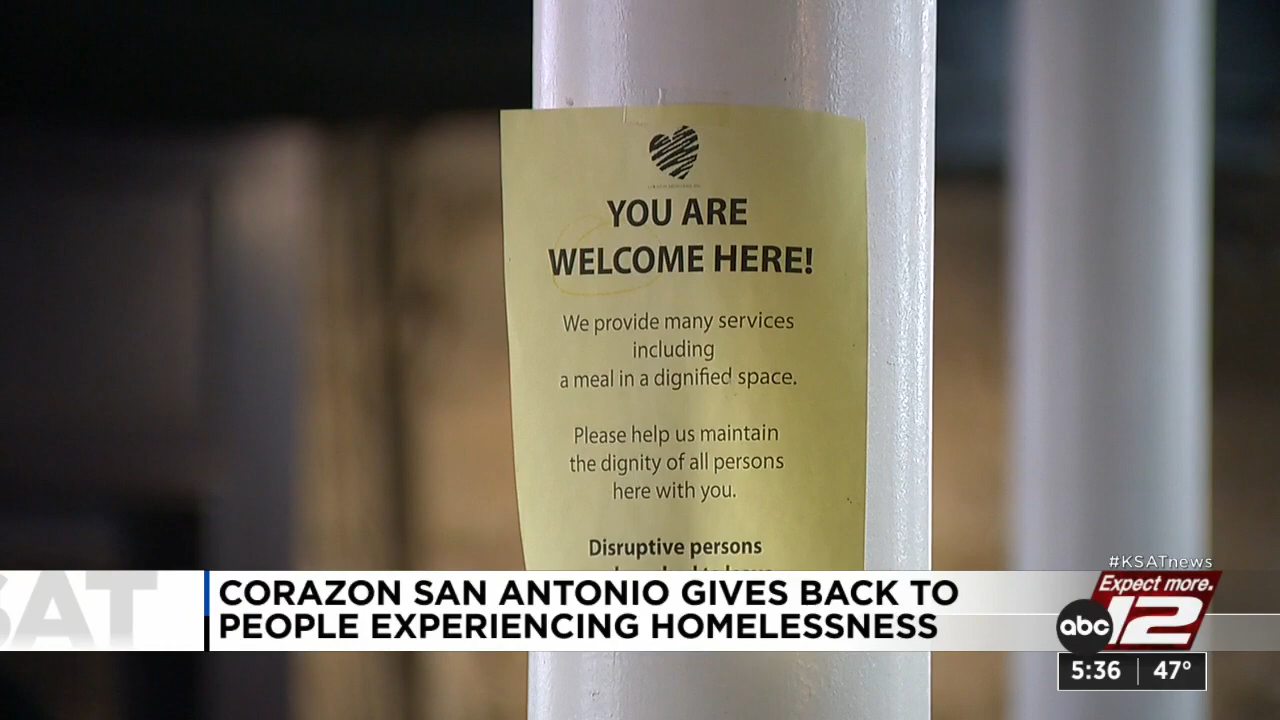 YOU ARE
WELCOME HERE!
We provide many services
including
a meal in a dignified space.
Please help us maintain
the dignity of all persons
here with you.
Disruptive persons
#KSATnews
SAT
CORAZON SAN ANTONIO GIVES BACK TO
PEOPLE EXPERIENCING HOMELESSNESS
Expect more.
abc 12
5:36 47°